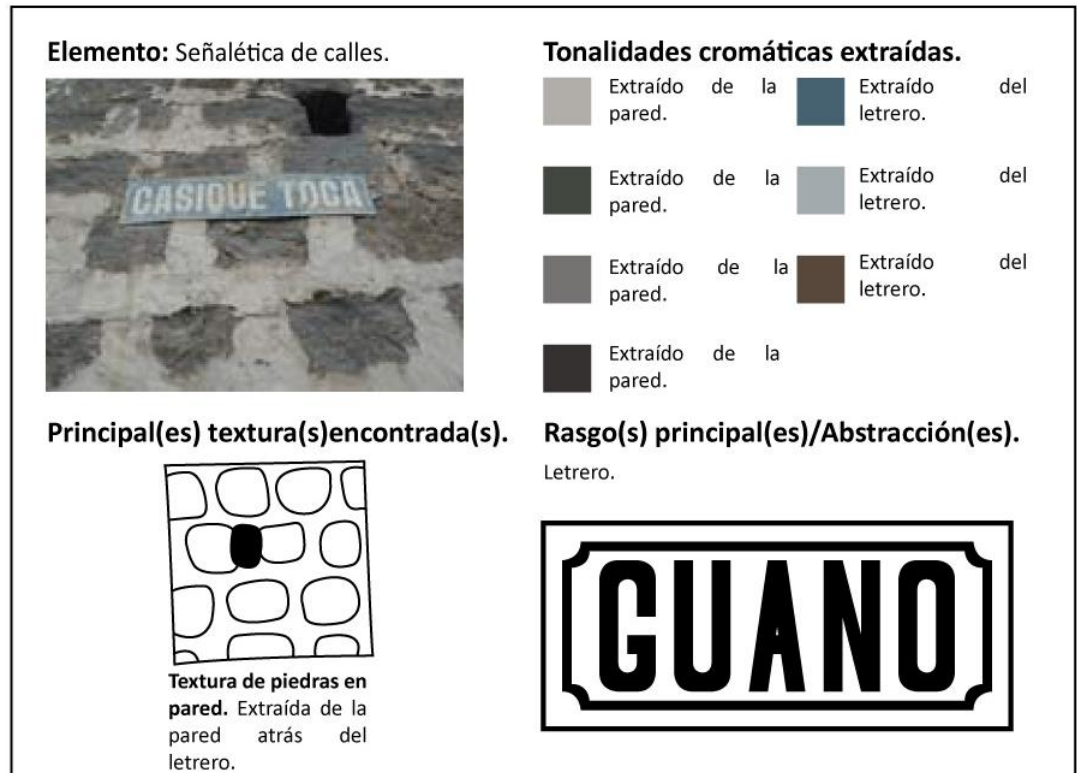 Elemento: Señalética de calles.
CASIQUE TOCA
Tonalidades cromáticas extraídas.
Extraído de la
pared.
Extraído del
letrero.
Extraído de la
pared.
Extraído del
letrero.
Extraído de la
pared.
Extraído del
letrero.
Extraído de la
pared.
Principal(es) textura(s)encontrada(s).
Textura de piedras en
pared. Extraída de la
pared atrás del
letrero.
Rasgo(s) principal(es)/Abstracción(es).
Letrero.
GUANO